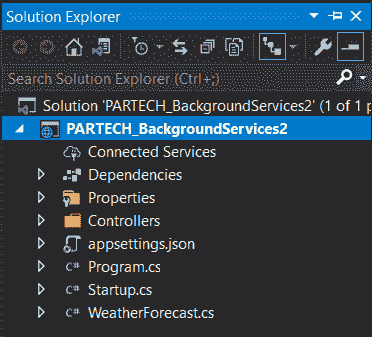 Solution Explorer
Search Solution Explorer (Ctrl+;)
Solution 'PARTECH_BackgroundServices2' (1 of 1 p
PARTECH_BackgroundServices2
Connected Services
Dependencies
Properties
Controllers
appsettings.json
C# Program.cs
C# Startup.cs
C# WeatherForecast.cs